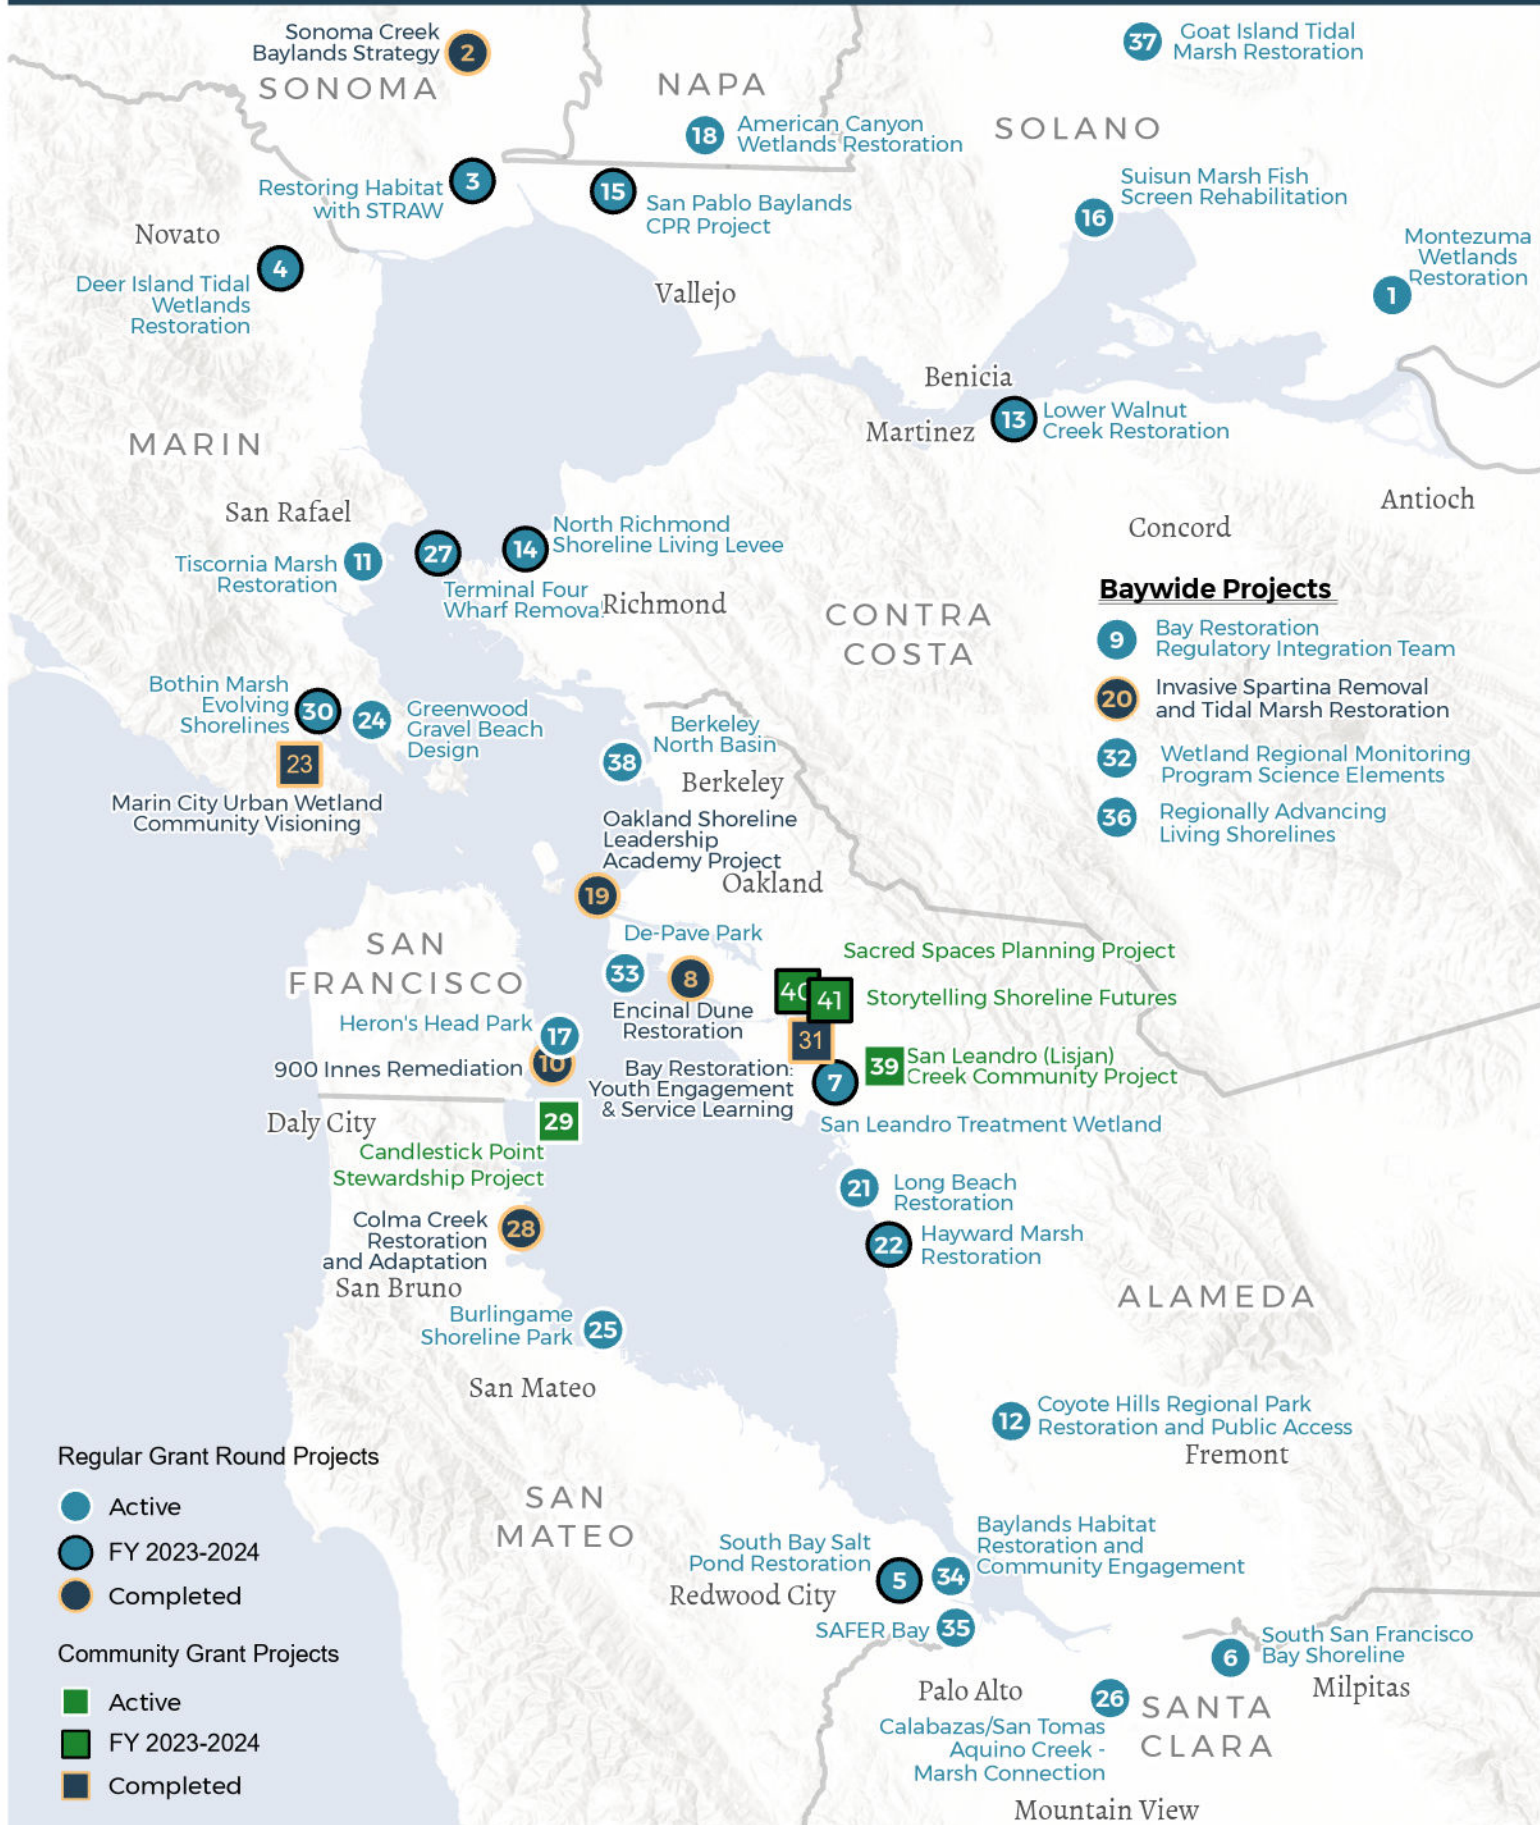 Sonoma Creek
Baylands Strategy
2
SONOMA
NAPA
37
Goat Island Tidal
Marsh Restoration
18
American Canyon
Wetlands Restoration
SOLANO
Restoring Habitat
with STRAW
3
15
San Pablo Baylands
CPR Project
Suisun Marsh Fish
Screen Rehabilitation
16
Novato
4
Deer Island Tidal
Wetlands
Restoration
Vallejo
Montezuma
Wetlands
Restoration
1
Benicia
Martinez
13
Lower Walnut
Creek Restoration
MARIN
San Rafael
Antioch
Concord
Tiscornia Marsh
Restoration
11
27
Terminal Four
Wharf Removal
14
North Richmond
Shoreline Living Levee
Richmond
CONTRA
COSTA
Baywide Projects
9
Bay Restoration
Regulatory Integration Team
20
Invasive Spartina Removal
and Tidal Marsh Restoration
32
Wetland Regional Monitoring
Program Science Elements
36
Regionally Advancing
Living Shorelines
Bothin Marsh
Evolving
Shorelines
30
24
Greenwood
Gravel Beach
Design
23
Marin City Urban Wetland
Community Visioning
Berkeley
North Basin
38
Berkeley
Oakland Shoreline
Leadership
Academy Project
19
Oakland
SAN
FRANCISCO
De-Pave Park
33
8
Encinal Dune
Restoration
Sacred Spaces Planning Project
40
41
Storytelling Shoreline Futures
31
Bay Restoration:
Youth Engagement
& Service Learning
7
San Leandro Treatment Wetland
39
San Leandro (Lisjan)
Creek Community Project
Heron's Head Park
17
900 Innes Remediation
10
Daly City
29
Candlestick Point
Stewardship Project
21
Long Beach
Restoration
Colma Creek
Restoration
and Adaptation
28
22
Hayward Marsh
Restoration
San Bruno
ALAMEDA
Burlingame
Shoreline Park
25
San Mateo
12
Coyote Hills Regional Park
Restoration and Public Access
Fremont
SAN
MATEO
South Bay Salt
Pond Restoration
5
Redwood City
34
Baylands Habitat
Restoration and
Community Engagement
SAFER Bay
35
6
South San Francisco
Bay Shoreline
Milpitas
Palo Alto
26
Calabazas/San Tomas
Aquino Creek -
Marsh Connection
SANTA
CLARA
Mountain View
Regular Grant Round Projects
Active
FY 2023-2024
Completed
Community Grant Projects
Active
FY 2023-2024
Completed